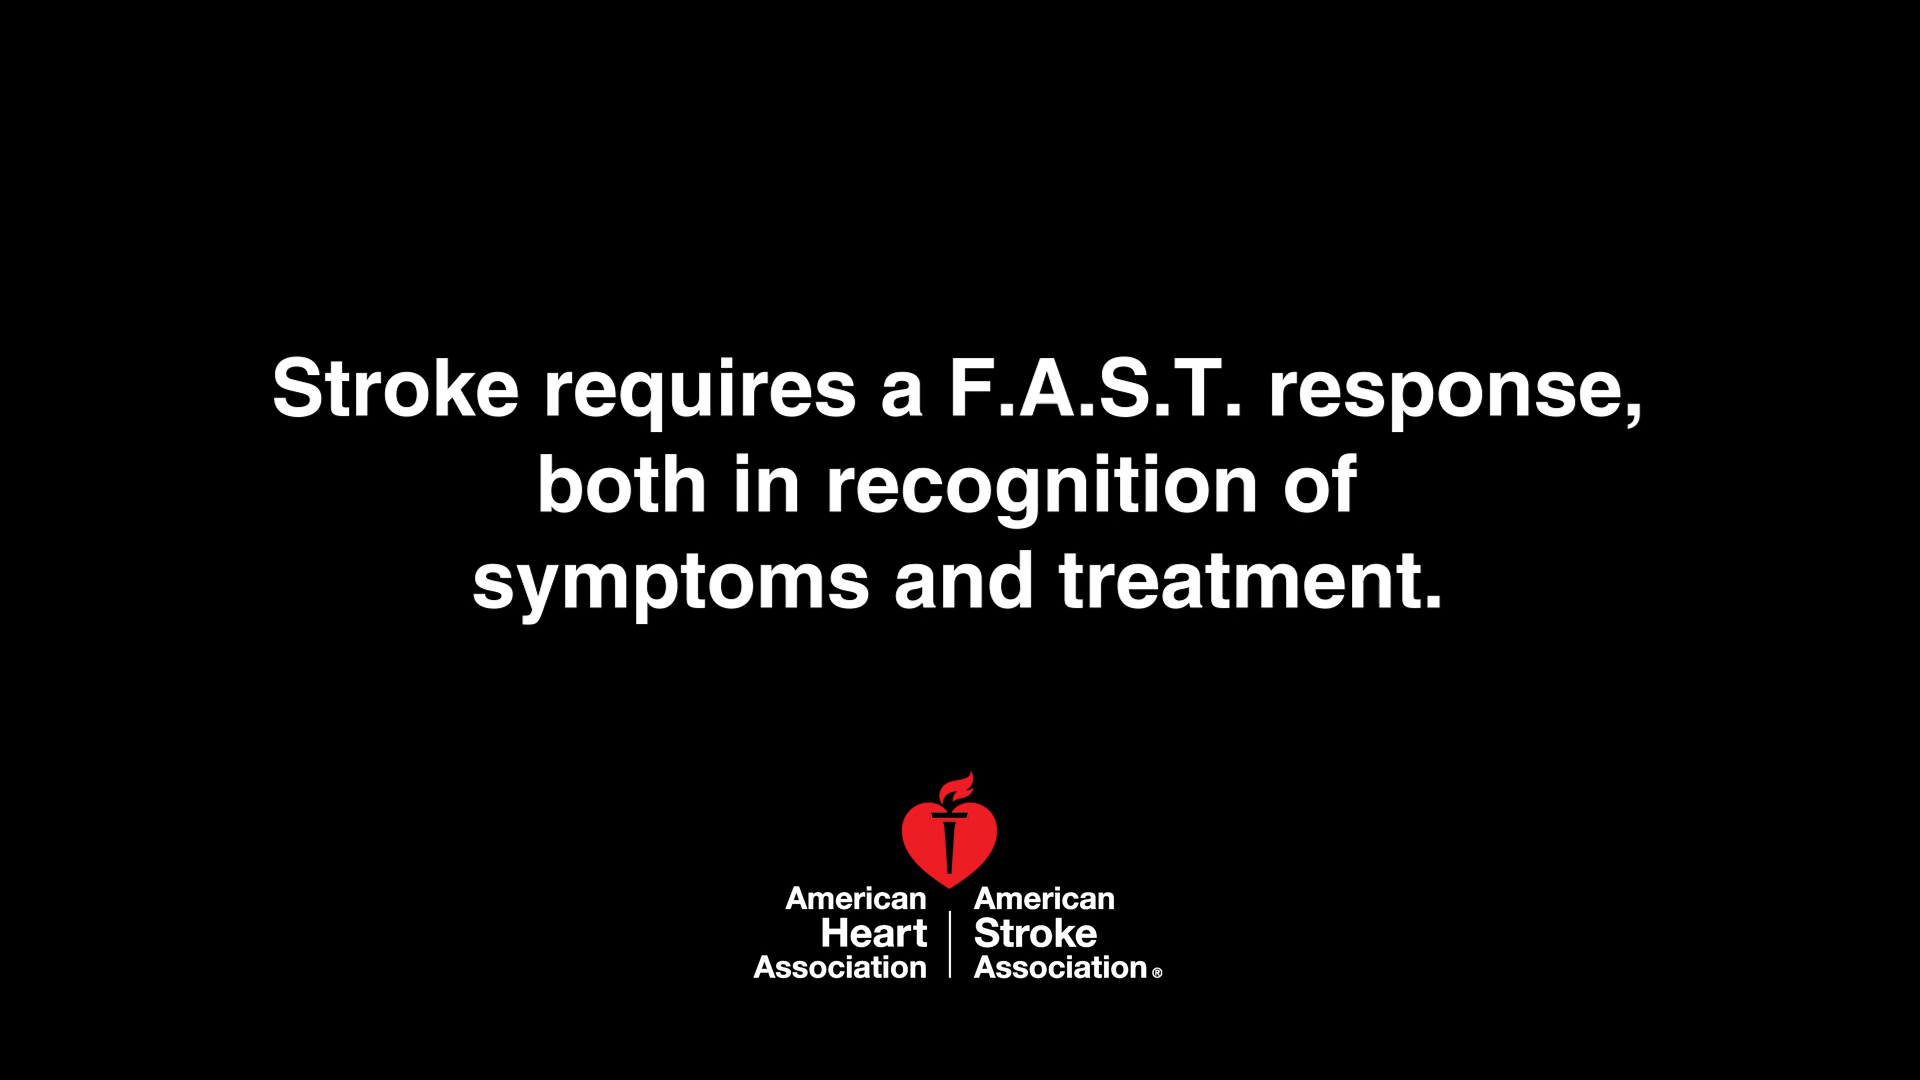 Stroke requires a F.A.S.T. response,
both in recognition of
symptoms and treatment.
American
Heart
Association
American
Stroke
Association®